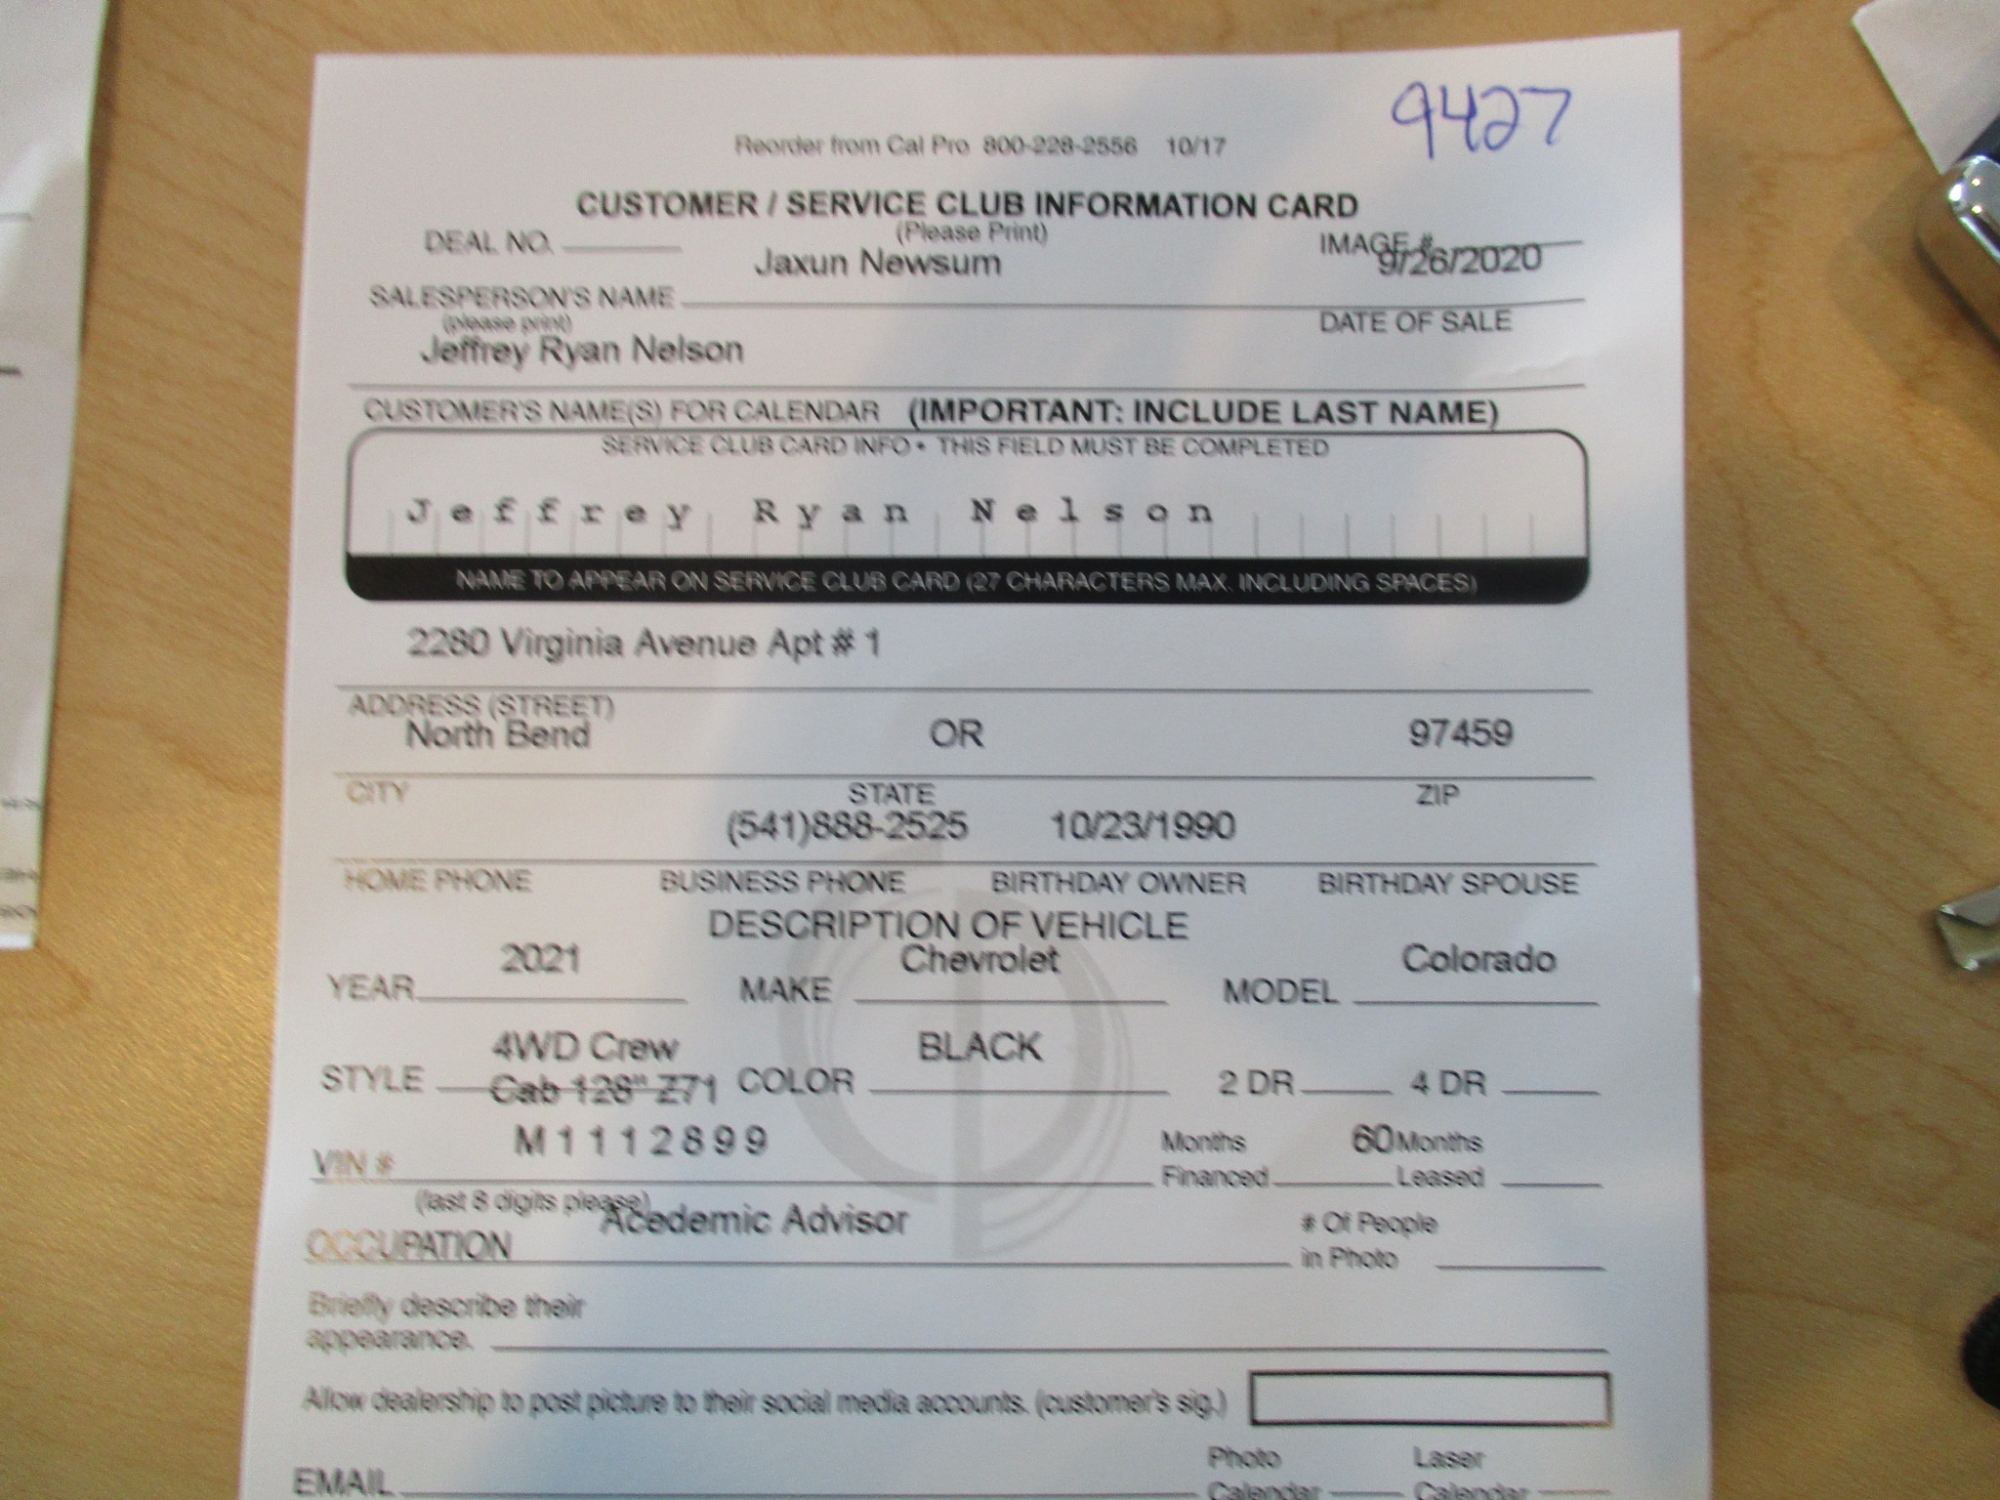 9427
Reorder from Cal Pro 800-228-2556 10/17
CUSTOMER / SERVICE CLUB INFORMATION CARD
(Please Print)
DEAL NO. IMAGE #
Jaxun Newsum 9/26/2020
SALESPERSON'S NAME
(please print) DATE OF SALE
Jeffrey Ryan Nelson
CUSTOMER'S NAME(S) FOR CALENDAR (IMPORTANT: INCLUDE LAST NAME)
SERVICE CLUB CARD INFO • THIS FIELD MUST BE COMPLETED
Jeffrey Ryan Nelson
NAME TO APPEAR ON SERVICE CLUB CARD (27 CHARACTERS MAX. INCLUDING SPACES)
2280 Virginia Avenue Apt # 1
ADDRESS (STREET)
North Bend OR 97459
CITY STATE ZIP
(541)888-2525 10/23/1990
HOME PHONE BUSINESS PHONE BIRTHDAY OWNER BIRTHDAY SPOUSE
DESCRIPTION OF VEHICLE
2021 Chevrolet Colorado
YEAR MAKE MODEL
4WD Crew BLACK
STYLE Cab 128" Z71 COLOR 2 DR 4 DR
M1112899 Months 60 Months
VIN # Financed Leased
(last 8 digits please)
Acedemic Advisor # Of People
OCCUPATION in Photo
Briefly describe their
appearance.
Allow dealership to post picture to their social media accounts. (customer's sig.)
Photo Laser
EMAIL Calendar Calendar